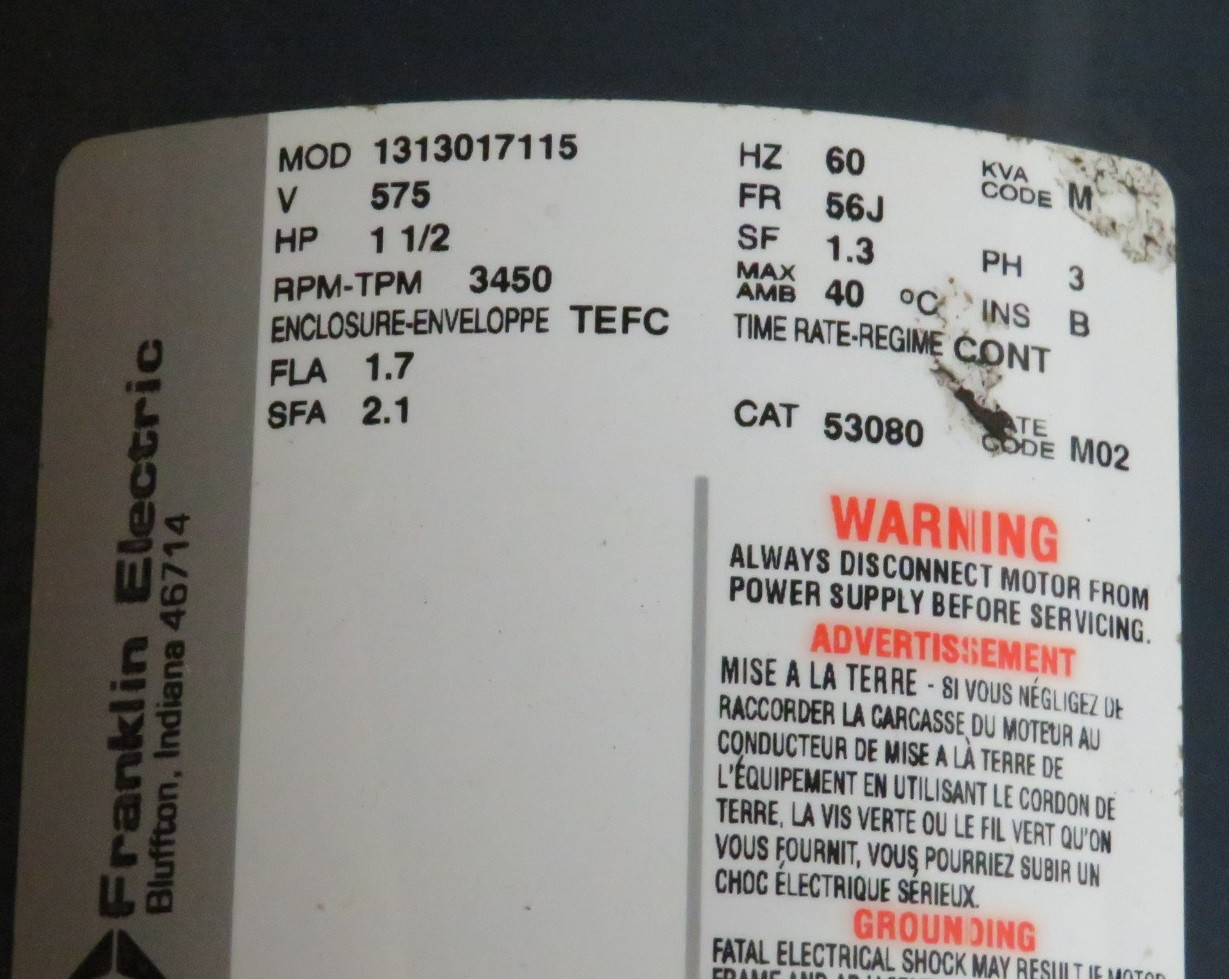 MOD 1313017115
V 575
HP 1 1/2
RPM-TPM 3450
ENCLOSURE-ENVELOPPE TEFC
FLA 1.7
SFA 2.1
HZ 60
FR 56J
SF 1.3
MAX
AMB 40 °C
TIME RATE-REGIME CONT
CAT 53080
KVA
CODE M
PH 3
INS B
CODE M02
WARNING
ALWAYS DISCONNECT MOTOR FROM
POWER SUPPLY BEFORE SERVICING.
ADVERTISSEMENT
MISE A LA TERRE - SI VOUS NÉGLIGEZ DE
RACCORDER LA CARCASSE DU MOTEUR AU
CONDUCTEUR DE MISE A LÀ TERRE DE
L'ÉQUIPEMENT EN UTILISANT LE CORDON DE
TERRE, LA VIS VERTE OU LE FIL VERT QU'ON
VOUS FOURNIT, VOUS POURRIEZ SUBIR UN
CHOC ÉLECTRIQUE SÉRIEUX.
GROUNDING
FATAL ELECTRICAL SHOCK MAY RESULT IF MOTOR
Franklin Electric
Bluffton, Indiana 46714